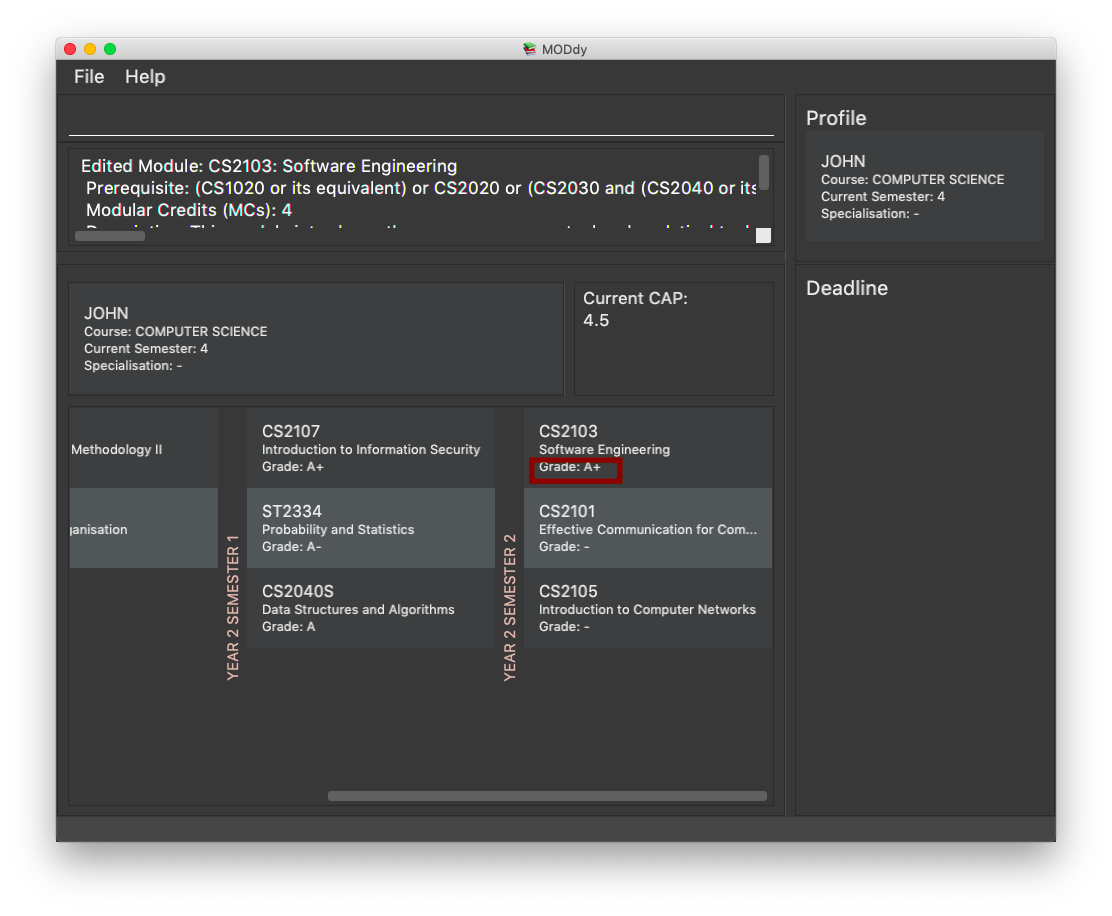 MODdy
File Help
Edited Module: CS2103: Software Engineering
Prerequisite: (CS1020 or its equivalent) or CS2020 or (CS2030 and (CS2040 or its
Modular Credits (MCs): 4
JOHN
Course: COMPUTER SCIENCE
Current Semester: 4
Specialisation: -
Current CAP:
4.5
Methodology II
ganisation
YEAR 2 SEMESTER 1
CS2107
Introduction to Information Security
Grade: A+
ST2334
Probability and Statistics
Grade: A-
CS2040S
Data Structures and Algorithms
Grade: A
YEAR 2 SEMESTER 2
CS2103
Software Engineering
Grade: A+
CS2101
Effective Communication for Com...
Grade: -
CS2105
Introduction to Computer Networks
Grade: -
Profile
JOHN
Course: COMPUTER SCIENCE
Current Semester: 4
Specialisation: -
Deadline